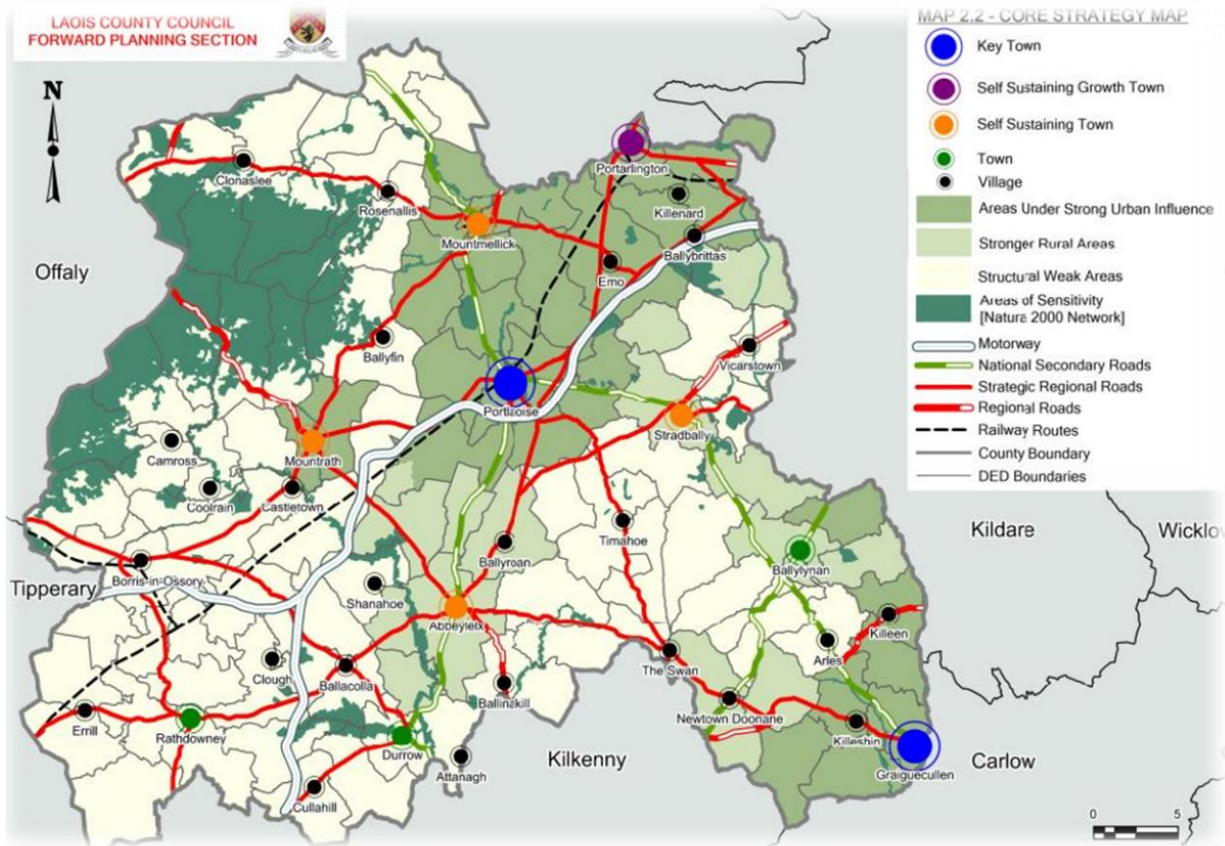 LAOIS COUNTY COUNCIL
FORWARD PLANNING SECTION
MAP 2.2 - CORE STRATEGY MAP
Key Town
Self Sustaining Growth Town
Self Sustaining Town
Town
Village
Areas Under Strong Urban Influence
Stronger Rural Areas
Structural Weak Areas
Areas of Sensitivity
[Natura 2000 Network]
Motorway
National Secondary Roads
Strategic Regional Roads
Regional Roads
Railway Routes
County Boundary
DED Boundaries
N
Portarlington
Clonaslee
Rosenallis
Killenard
Mountmellick
Ballybrittas
Offaly
Emo
Ballyfin
Vicarstown
Portlaoise
Stradbally
Camross
Mountrath
Coolrain
Castletown
Timahoe
Kildare
Wicklow
Ballyroan
Ballylynan
Tipperary
Borris-in-Ossory
Shanahoe
Abbeyleix
Killeen
Arles
The Swan
Clough
Ballacolla
Ballinakill
Newtown Doonane
Errill
Rathdowney
Killeshin
Durrow
Attanagh
Kilkenny
Graiguecullen
Carlow
Cullahill
0 5